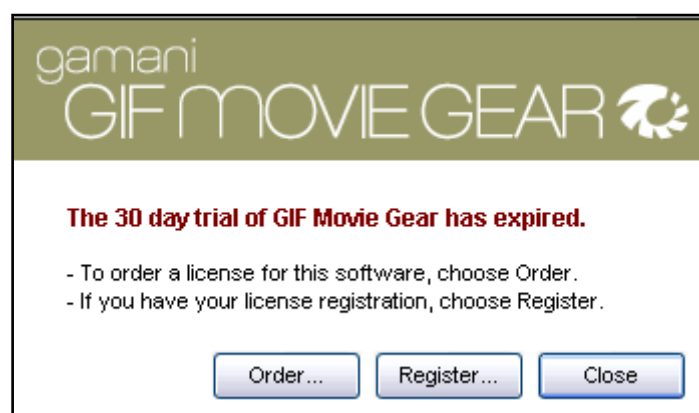 gamani
GIF MOVIE GEAR
The 30 day trial of GIF Movie Gear has expired.
- To order a license for this software, choose Order.
- If you have your license registration, choose Register.
Order... Register... Close